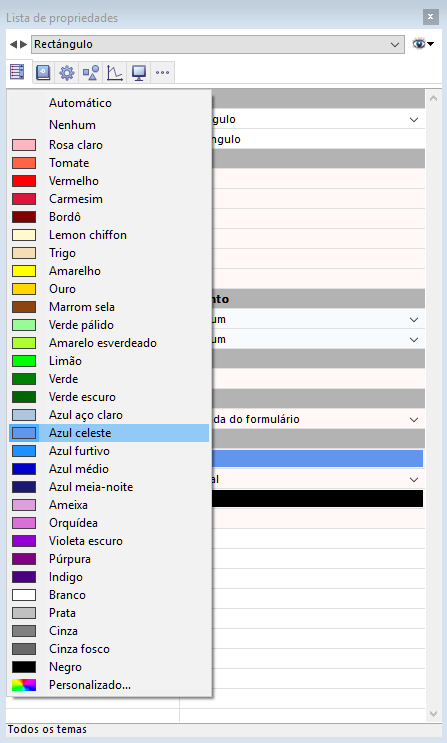 Lista de propriedades
Rectángulo
Automático
Nenhum
Rosa claro
Tomate
Vermelho
Carmesim
Bordô
Lemon chiffon
Trigo
Amarelho
Ouro
Marrom sela
Verde pálido
Amarelo esverdeado
Limão
Verde
Verde escuro
Azul aço claro
Azul celeste
Azul furtivo
Azul médio
Azul meia-noite
Ameixa
Orquídea
Violeta escuro
Púrpura
Indigo
Branco
Prata
Cinza
Cinza fosco
Negro
Personalizado...
ngulo
ngulo
nto
um
um
da do formulário
al
Todos os temas